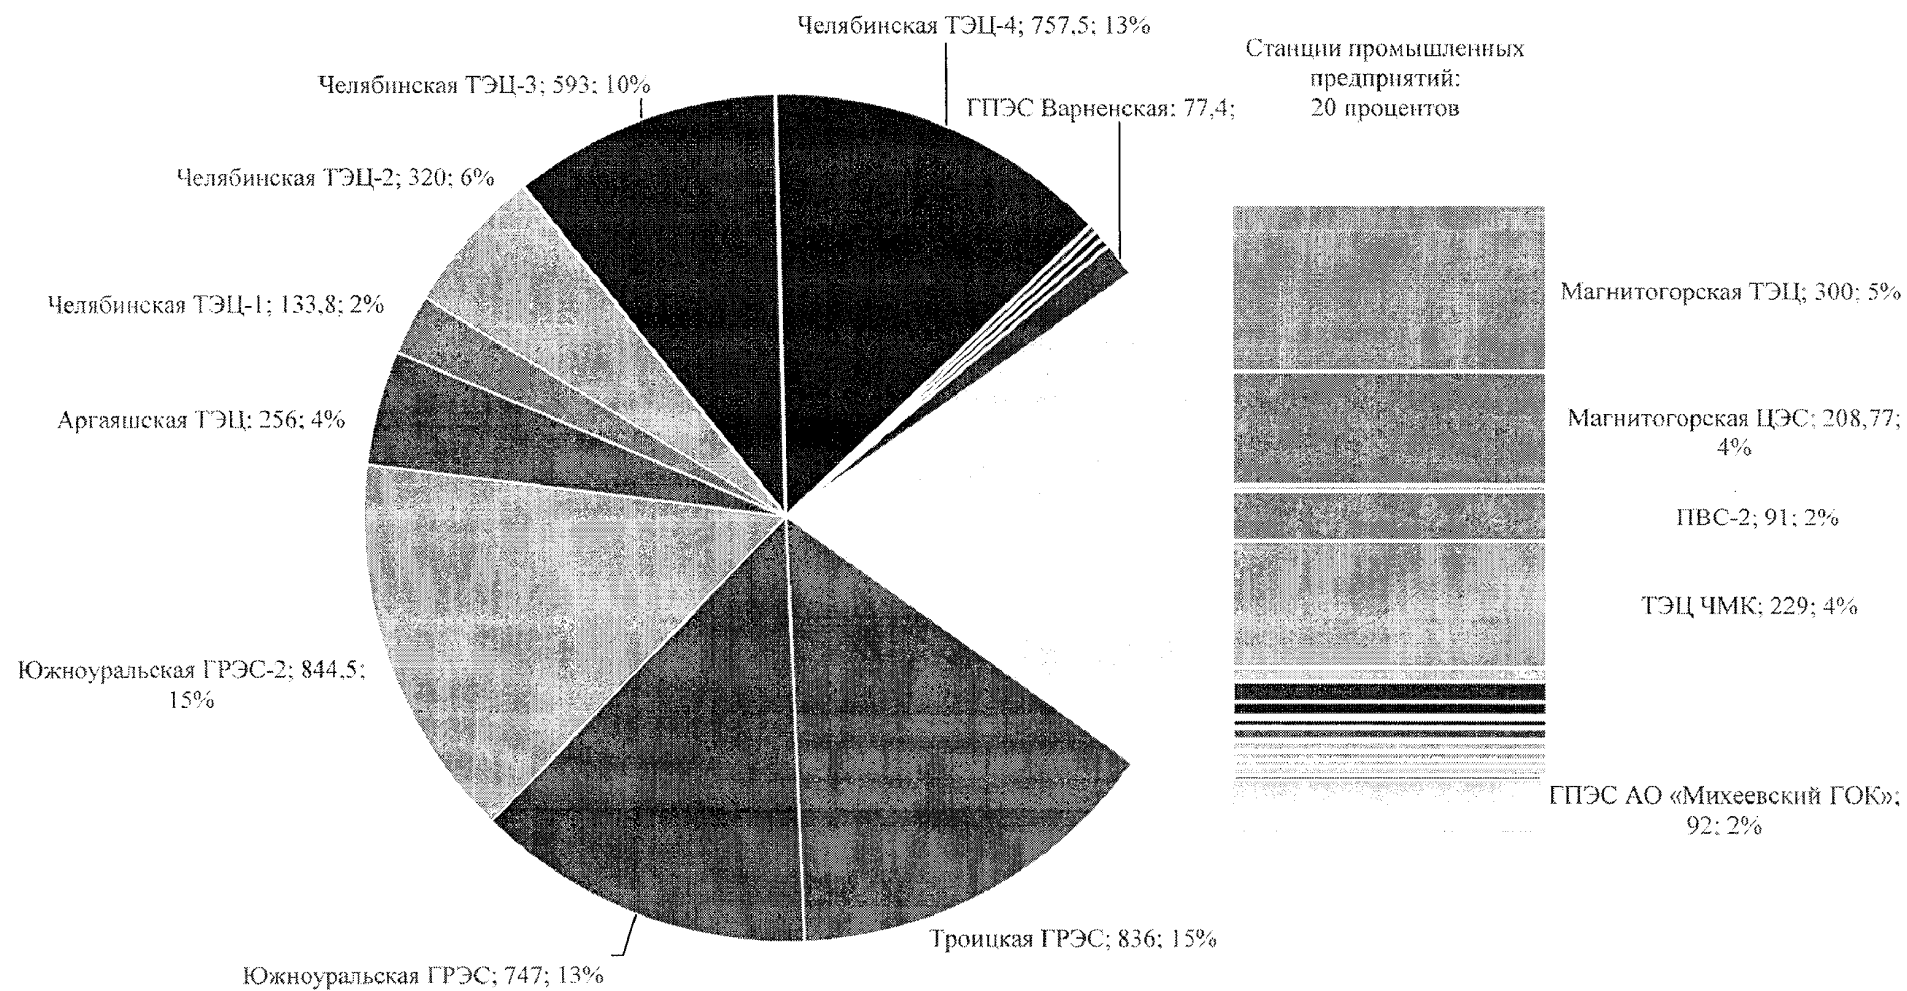 Челябинская ТЭЦ-4; 757,5; 13%
Станции промышленных
предприятий:
20 процентов
Челябинская ТЭЦ-3; 593; 10%
ГПЭС Варненская; 77,4;
Челябинская ТЭЦ-2; 320; 6%
Челябинская ТЭЦ-1; 133,8; 2%
Магнитогорская ТЭЦ; 300; 5%
Аргаяшская ТЭЦ; 256; 4%
Магнитогорская ЦЭС; 208,77;
4%
ПВС-2; 91; 2%
ТЭЦ ЧМК; 229; 4%
Южноуральская ГРЭС-2; 844,5;
15%
ГПЭС АО «Михеевский ГОК»;
92; 2%
Троицкая ГРЭС; 836; 15%
Южноуральская ГРЭС; 747; 13%